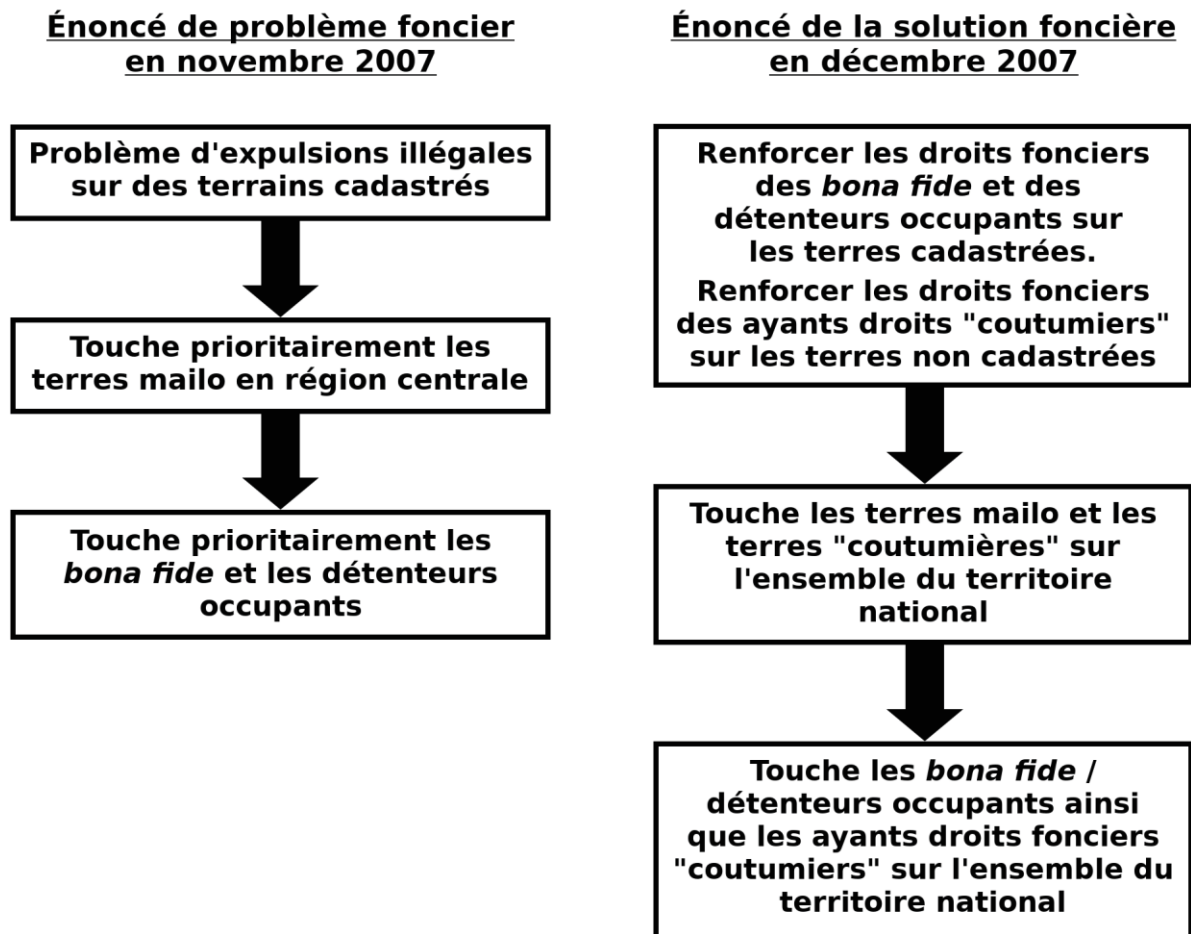 Énoncé de problème foncier
en novembre 2007
Problème d'expulsions illégales
sur des terrains cadastrés
Touche prioritairement les
terres mailo en région centrale
Touche prioritairement les
bona fide et les détenteurs
occupants
Énoncé de la solution foncière
en décembre 2007
Renforcer les droits fonciers
des bona fide et des
détenteurs occupants sur
les terres cadastrées.
Renforcer les droits fonciers
des ayants droits "coutumiers"
sur les terres non cadastrées
Touche les terres mailo et les
terres "coutumières" sur
l'ensemble du territoire
national
Touche les bona fide /
détenteurs occupants ainsi
que les ayants droits fonciers
"coutumiers" sur l'ensemble du
territoire national